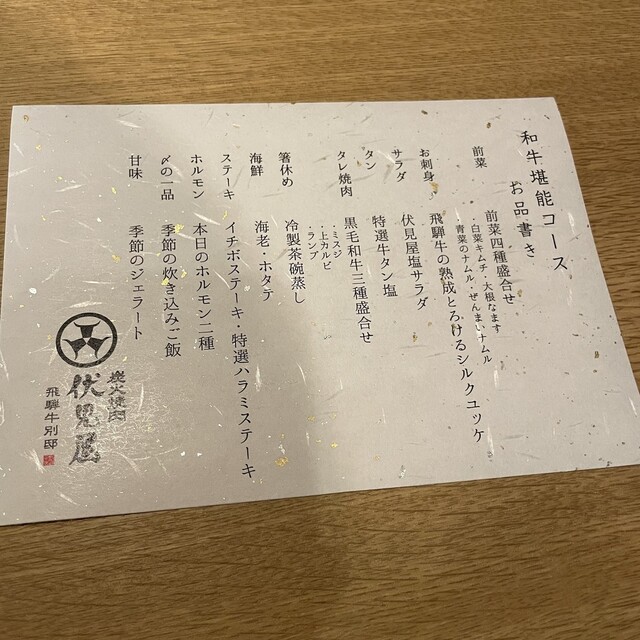 和牛堪能コース
お品書き
前菜　前菜四種盛合せ
・白菜キムチ・大根なます
・青菜のナムル・ぜんまいナムル
お刺身　飛騨牛の熟成とろけるシルクユッケ
サラダ　伏見屋塩サラダ
タン　特選牛タン塩
タレ焼肉　黒毛和牛三種盛合せ
・ミスジ
・上カルビ
・ランプ
箸休め　冷製茶碗蒸し
海鮮　海老・ホタテ
ステーキ　イチボステーキ・特選ハラミステーキ
ホルモン　本日のホルモン二種
〆の一品　季節の炊き込みご飯
甘味　季節のジェラート
炭火焼肉
伏見屋
飛騨牛別邸